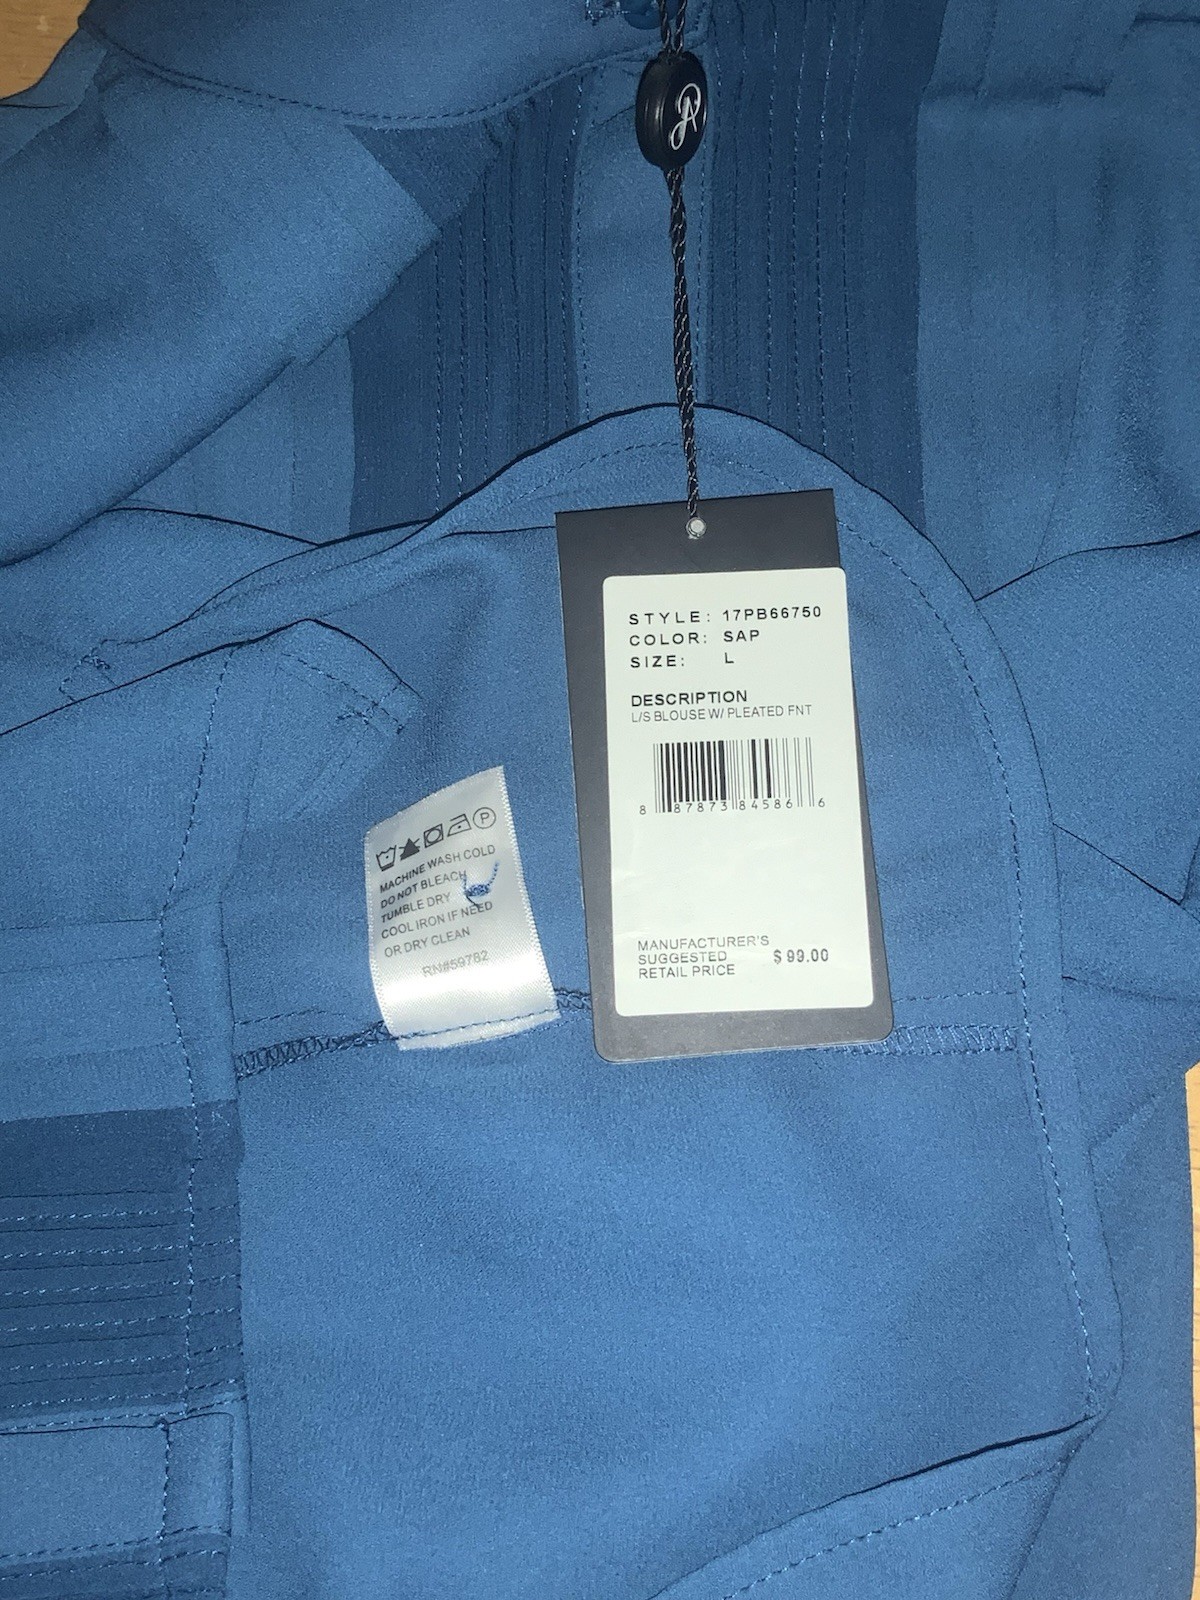 STYLE: 17PB66750
COLOR: SAP
SIZE: L
DESCRIPTION
L/S BLOUSE W/ PLEATED FNT
8 87873 84586 6
MANUFACTURER'S
SUGGESTED
RETAIL PRICE
$ 99.00
P
MACHINE WASH COLD
DO NOT BLEACH
TUMBLE DRY
COOL IRON IF NEED
OR DRY CLEAN
RN#59782